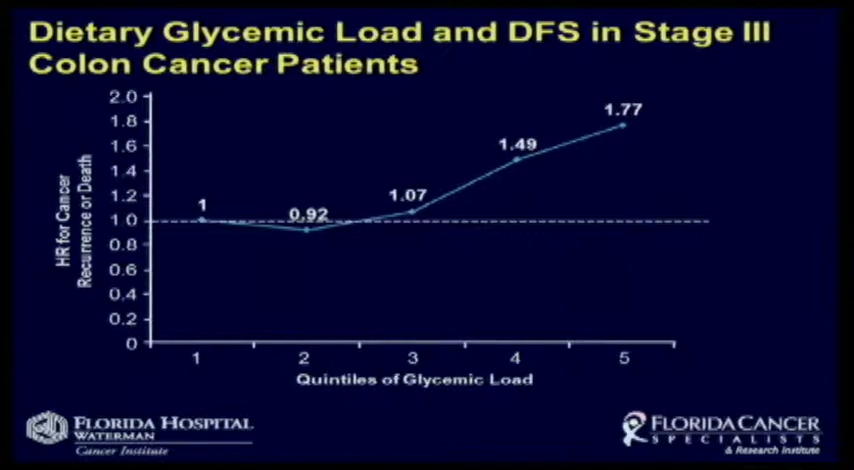 Dietary Glycemic Load and DFS in Stage III
Colon Cancer Patients
HR for Cancer
Recurrence or Death
2.0
1.8
1.6
1.4
1.2
1.0
0.8
0.6
0.4
0.2
0
1
0.92
1.07
1.49
1.77
1 2 3 4 5
Quintiles of Glycemic Load
FLORIDA HOSPITAL
WATERMAN
Cancer Institute
FLORIDA CANCER
SPECIALISTS
& Research Institute